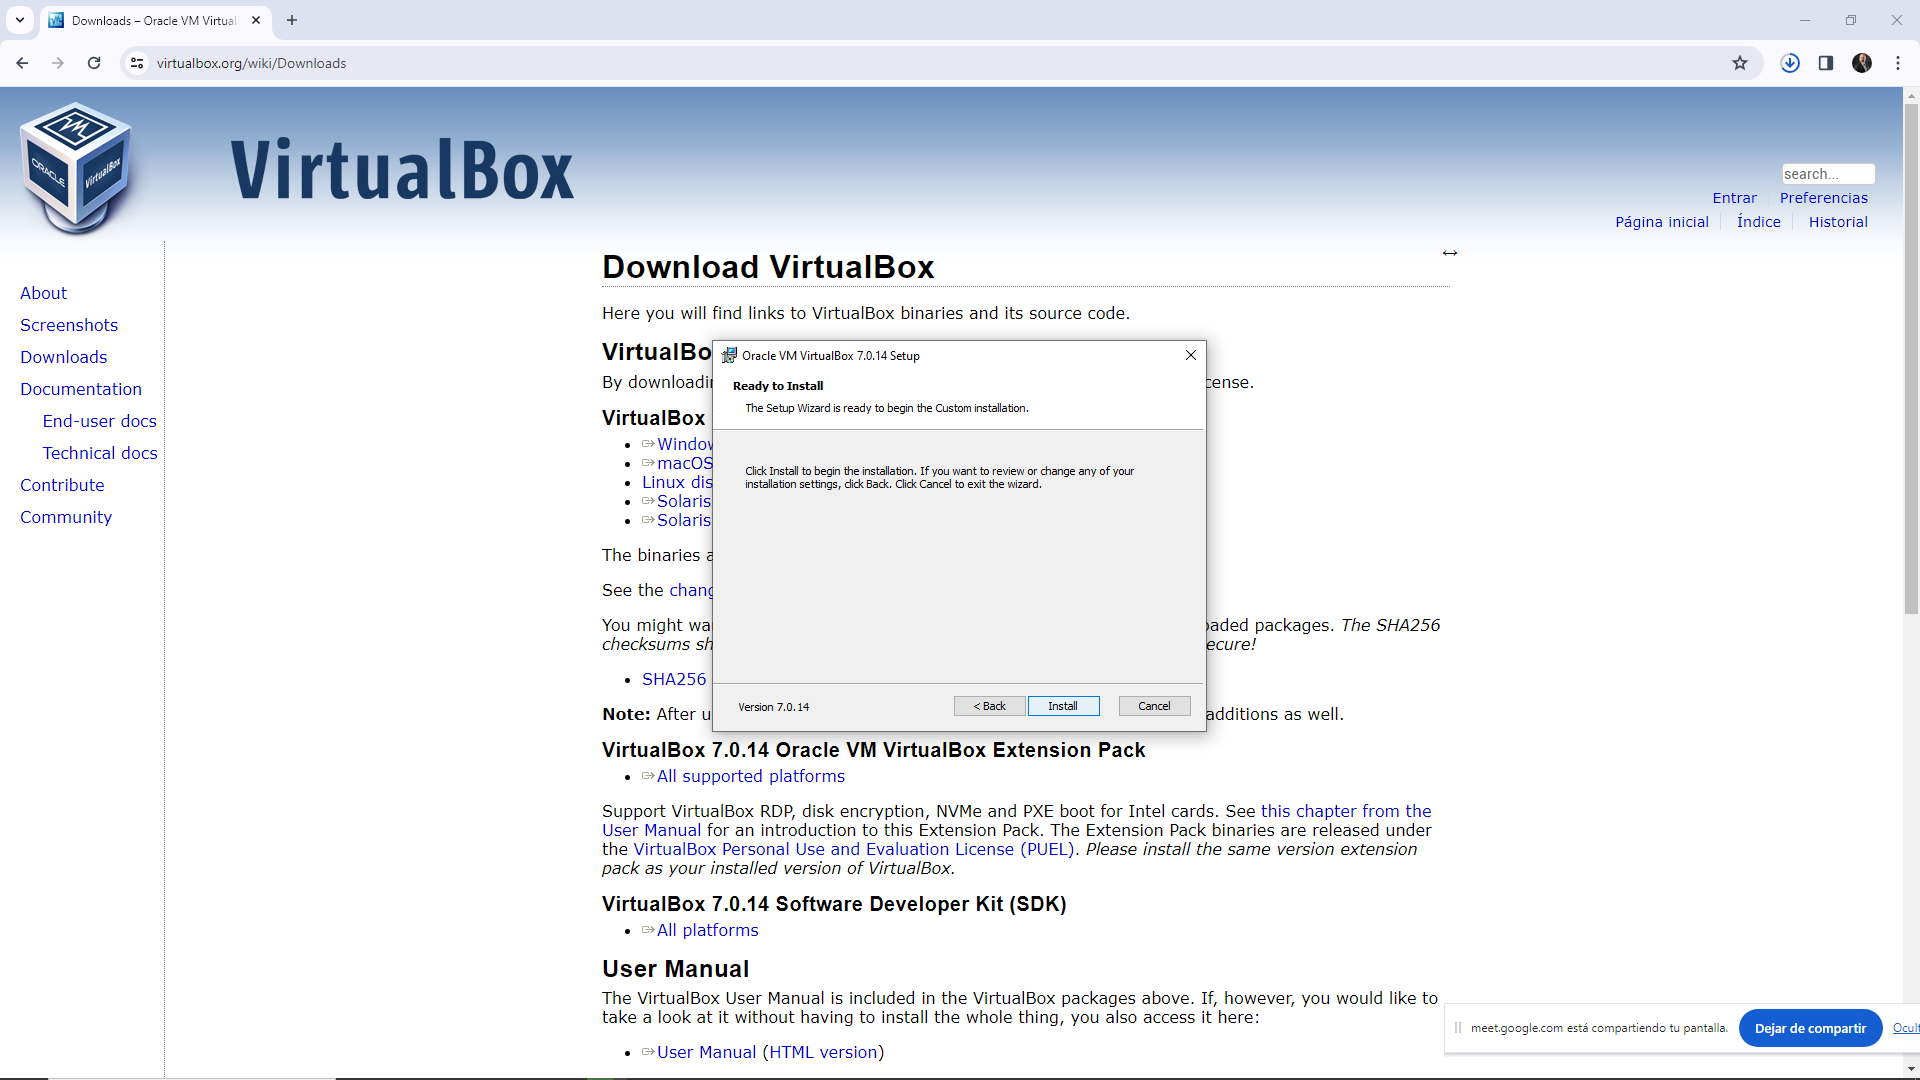 Downloads – Oracle VM Virtual
virtualbox.org/wiki/Downloads
ORACLE
VirtualBox
VirtualBox
search...
Entrar
Preferencias
Página inicial
Índice
Historial
About
Screenshots
Downloads
Documentation
End-user docs
Technical docs
Contribute
Community
Download VirtualBox
Here you will find links to VirtualBox binaries and its source code.
VirtualBo
By downloadin
cense.
VirtualBox
Window
macOS
Linux dis
Solaris
Solaris
The binaries a
See the chang
You might wa
oaded packages. The SHA256
checksums sh
ecure!
SHA256
Note: After u
additions as well.
Oracle VM VirtualBox 7.0.14 Setup
Ready to Install
The Setup Wizard is ready to begin the Custom installation.
Click Install to begin the installation. If you want to review or change any of your
installation settings, click Back. Click Cancel to exit the wizard.
Version 7.0.14
< Back
Install
Cancel
VirtualBox 7.0.14 Oracle VM VirtualBox Extension Pack
All supported platforms
Support VirtualBox RDP, disk encryption, NVMe and PXE boot for Intel cards. See this chapter from the
User Manual for an introduction to this Extension Pack. The Extension Pack binaries are released under
the VirtualBox Personal Use and Evaluation License (PUEL). Please install the same version extension
pack as your installed version of VirtualBox.
VirtualBox 7.0.14 Software Developer Kit (SDK)
All platforms
User Manual
The VirtualBox User Manual is included in the VirtualBox packages above. If, however, you would like to
take a look at it without having to install the whole thing, you also access it here:
User Manual (HTML version)
meet.google.com está compartiendo tu pantalla.
Dejar de compartir
Ocult